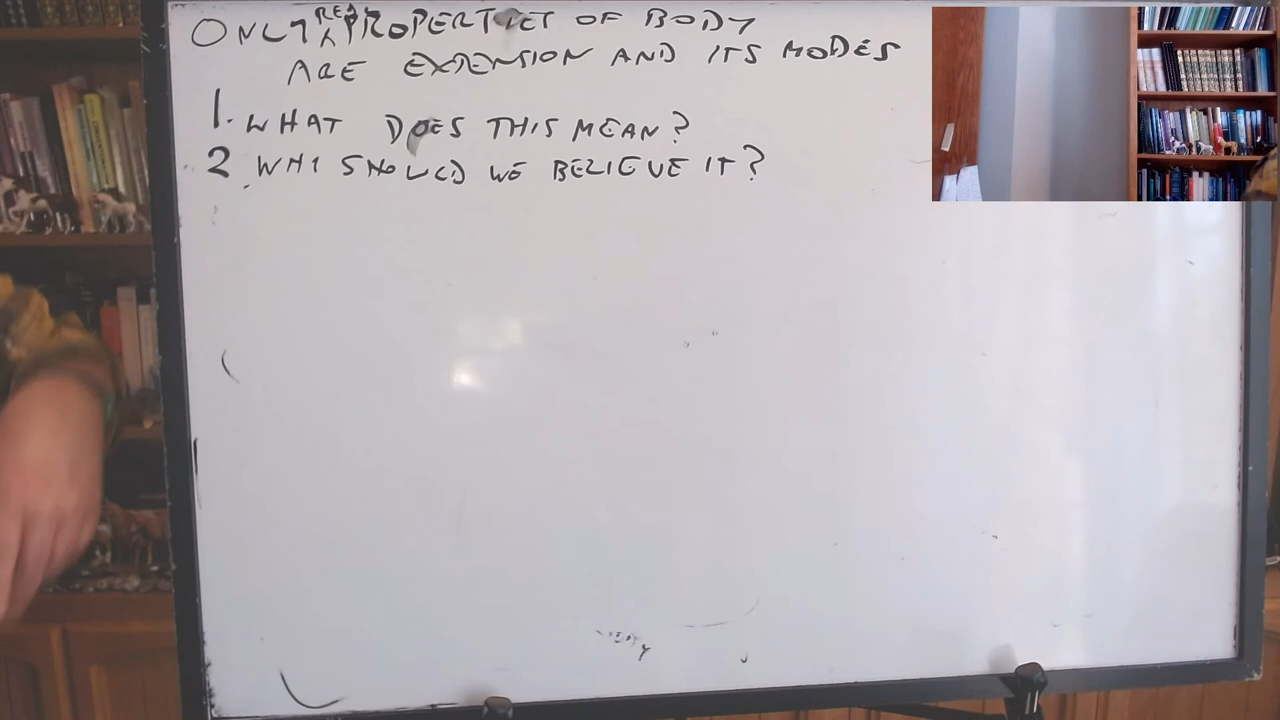 ONLY REAL PROPERTIES OF BODY
ARE EXTENSION AND ITS MODES
1. WHAT DOES THIS MEAN?
2. WHY SHOULD WE BELIEVE IT?